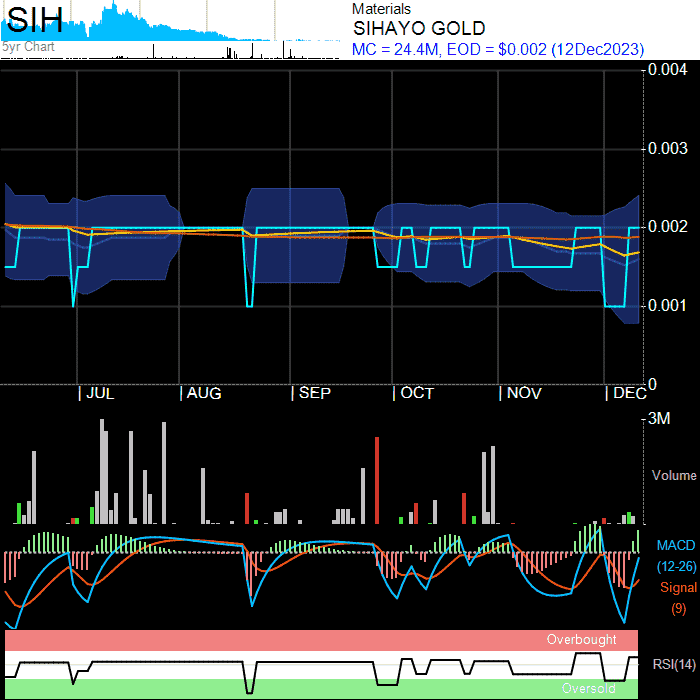 SIH
5yr Chart
Materials
SIHAYO GOLD
MC = 24.4M, EOD = $0.002 (12Dec2023)
0.004
0.003
0.002
0.001
0
| JUL | AUG | SEP | OCT | NOV | DEC
3M
Volume
MACD
(12-26)
Signal
(9)
Overbought
RSI(14)
Oversold